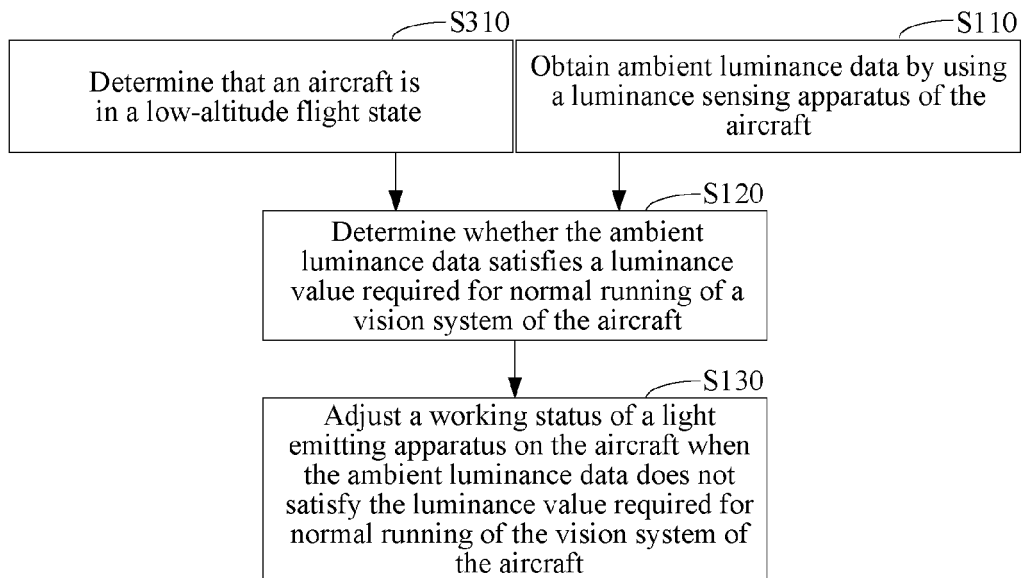 S310
Determine that an aircraft is
in a low-altitude flight state
S110
Obtain ambient luminance data by using
a luminance sensing apparatus of the
aircraft
S120
Determine whether the ambient
luminance data satisfies a luminance
value required for normal running of a
vision system of the aircraft
S130
Adjust a working status of a light
emitting apparatus on the aircraft when
the ambient luminance data does not
satisfy the luminance value required for
normal running of the vision system of
the aircraft